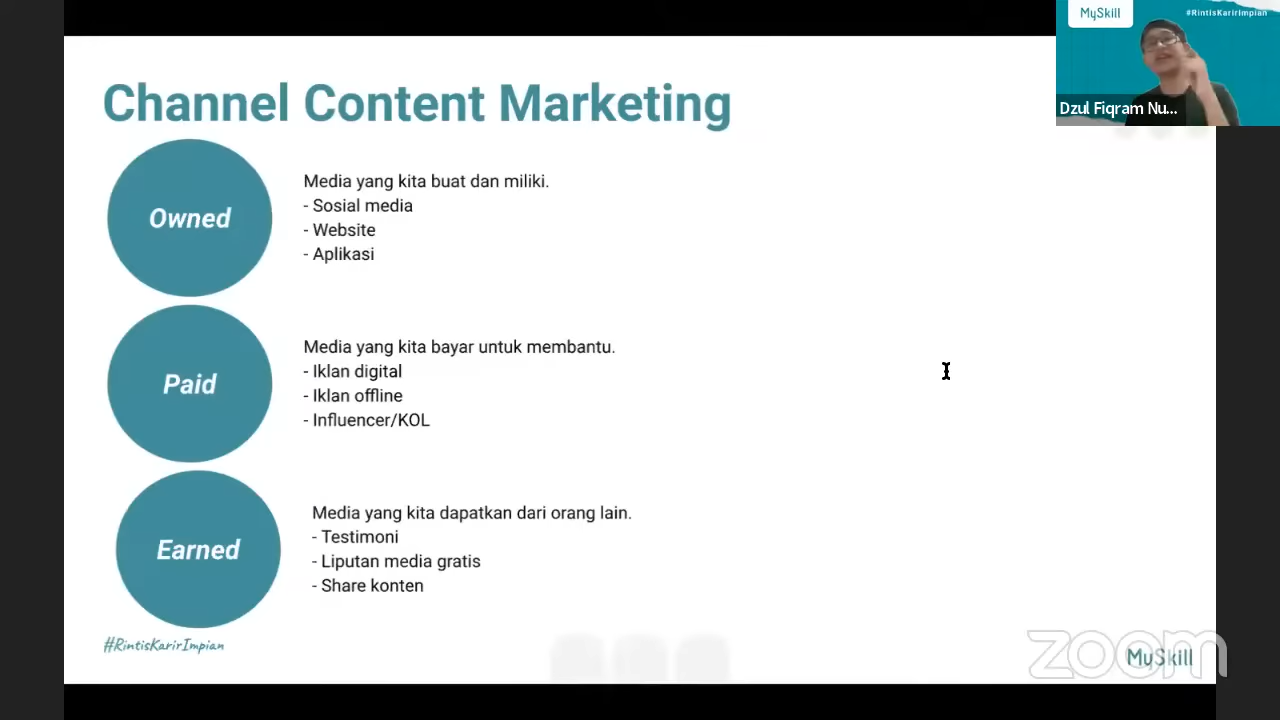 MySkill
#RintisKarirImpian
Dzul Fiqram Nu...
Channel Content Marketing
Owned
Media yang kita buat dan miliki.
- Sosial media
- Website
- Aplikasi
Paid
Media yang kita bayar untuk membantu.
- Iklan digital
- Iklan offline
- Influencer/KOL
Earned
Media yang kita dapatkan dari orang lain.
- Testimoni
- Liputan media gratis
- Share konten
#RintisKarirImpian
zoom
MySkill